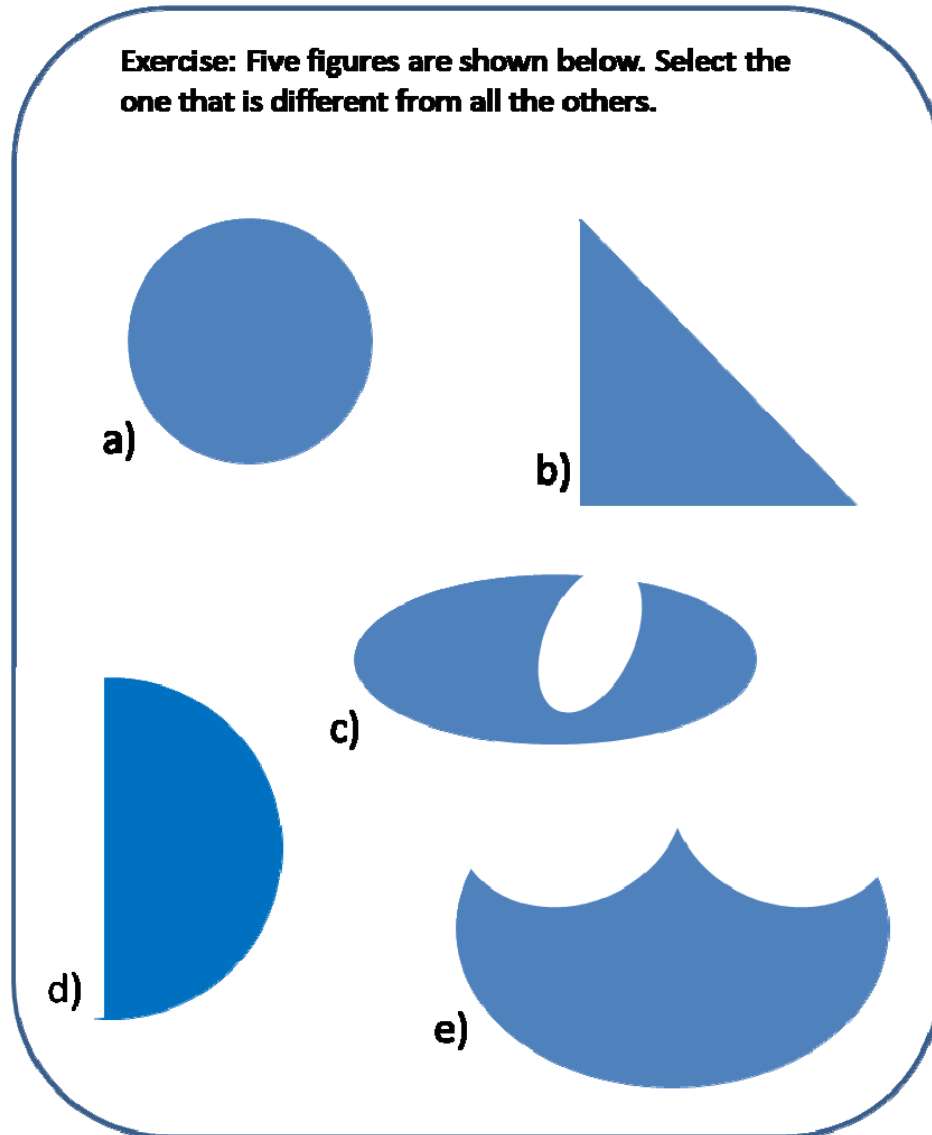 Exercise: Five figures are shown below. Select the
one that is different from all the others.
a)
b)
c)
d)
e)